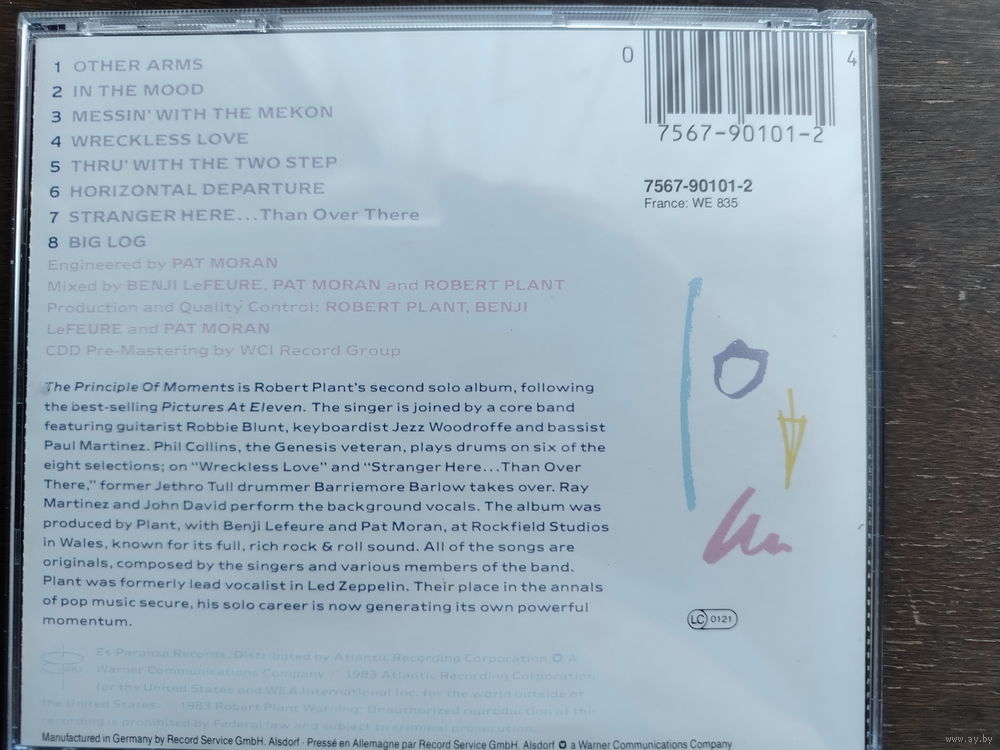 1 OTHER ARMS
2 IN THE MOOD
3 MESSIN' WITH THE MEKON
4 WRECKLESS LOVE
5 THRU' WITH THE TWO STEP
6 HORIZONTAL DEPARTURE
7 STRANGER HERE...Than Over There
8 BIG LOG
Engineered by PAT MORAN
Mixed by BENJI LeFEURE, PAT MORAN and ROBERT PLANT
Production and Quality Control: ROBERT PLANT, BENJI
LeFEURE and PAT MORAN
CDD Pre-Mastering by WCI Record Group
The Principle Of Moments is Robert Plant's second solo album, following
the best-selling Pictures At Eleven. The singer is joined by a core band
featuring guitarist Robbie Blunt, keyboardist Jezz Woodroffe and bassist
Paul Martinez. Phil Collins, the Genesis veteran, plays drums on six of the
eight selections; on "Wreckless Love" and "Stranger Here...Than Over
There," former Jethro Tull drummer Barriemore Barlow takes over. Ray
Martinez and John David perform the background vocals. The album was
produced by Plant, with Benji Lefeure and Pat Moran, at Rockfield Studios
in Wales, known for its full, rich rock & roll sound. All of the songs are
originals, composed by the singers and various members of the band.
Plant was formerly lead vocalist in Led Zeppelin. Their place in the annals
of pop music secure, his solo career is now generating its own powerful
momentum.
Es Paranza Records, Distributed by Atlantic Recording Corporation A
Warner Communications Company ℗ 1983 Atlantic Recording Corporation
for the United States and WEA International Inc. for the world outside of
the United States. © 1983 Robert Plant Warning: Unauthorized reproduction of this
recording is prohibited by Federal law and subject to criminal prosecution.
Manufactured in Germany by Record Service GmbH. Alsdorf · Pressé en Allemagne par Record Service GmbH. Alsdorf a Warner Communications Company
0 4
7567-90101-2
7567-90101-2
France: WE 835
LC 0121
www.ay.by